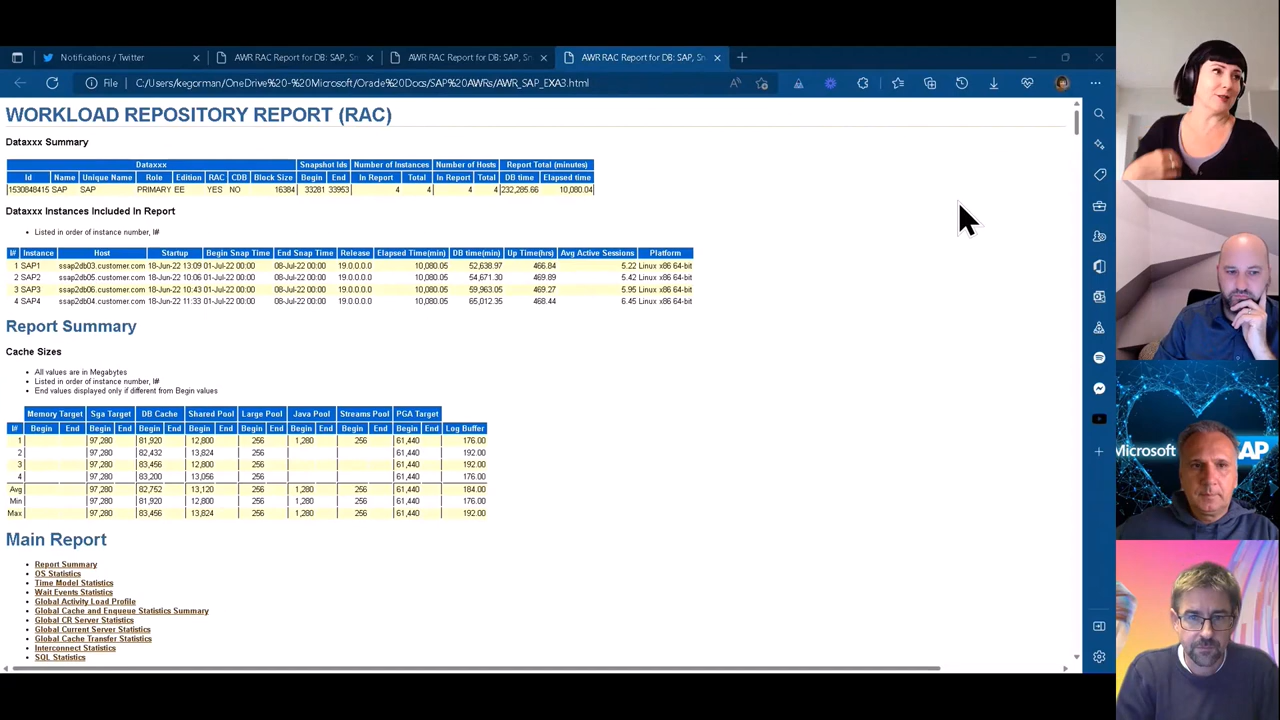 Notifications / Twitter
AWR RAC Report for DB: SAP, Sn
AWR RAC Report for DB: SAP, Sn
AWR RAC Report for DB: SAP, Sn
File
C:/Users/kegorman/OneDrive%20-%20Microsoft/Oracle%20Docs/SAP%20AWRs/AWR_SAP_EXA3.html
WORKLOAD REPOSITORY REPORT (RAC)
Dataxxx Summary
Dataxxx Snapshot Ids Number of Instances Number of Hosts Report Total (minutes)
Id Name Unique Name Role Edition RAC CDB Block Size Begin End In Report Total In Report Total DB time Elapsed time
1530848415 SAP SAP PRIMARY EE YES NO 16384 33281 33953 4 4 4 4 232,285.66 10,080.04
Dataxxx Instances Included In Report
• Listed in order of instance number, I#
I# Instance Host Startup Begin Snap Time End Snap Time Release Elapsed Time(min) DB time(min) Up Time(hrs) Avg Active Sessions Platform
1 SAP1 ssap2db03.customer.com 18-Jun-22 13:09 01-Jul-22 00:00 08-Jul-22 00:00 19.0.0.0.0 10,080.05 52,638.97 466.84 5.22 Linux x86 64-bit
2 SAP2 ssap2db05.customer.com 18-Jun-22 10:06 01-Jul-22 00:00 08-Jul-22 00:00 19.0.0.0.0 10,080.05 54,671.30 469.89 5.42 Linux x86 64-bit
3 SAP3 ssap2db06.customer.com 18-Jun-22 10:43 01-Jul-22 00:00 08-Jul-22 00:00 19.0.0.0.0 10,080.05 59,963.05 469.27 5.95 Linux x86 64-bit
4 SAP4 ssap2db04.customer.com 18-Jun-22 11:33 01-Jul-22 00:00 08-Jul-22 00:00 19.0.0.0.0 10,080.05 65,012.35 468.44 6.45 Linux x86 64-bit
Report Summary
Cache Sizes
• All values are in Megabytes
• Listed in order of instance number, I#
• End values displayed only if different from Begin values
Memory Target Sga Target DB Cache Shared Pool Large Pool Java Pool Streams Pool PGA Target
I# Begin End Begin End Begin End Begin End Begin End Begin End Begin End Begin End Log Buffer
1 97,280 81,920 12,800 256 1,280 256 61,440 176.00
2 97,280 82,432 13,824 256 61,440 192.00
3 97,280 83,456 12,800 256 61,440 192.00
4 97,280 83,200 13,056 256 61,440 176.00
Avg 97,280 82,752 13,120 256 1,280 256 61,440 184.00
Min 97,280 81,920 12,800 256 1,280 256 61,440 176.00
Max 97,280 83,456 13,824 256 1,280 256 61,440 192.00
Main Report
• Report Summary
• OS Statistics
• Time Model Statistics
• Wait Events Statistics
• Global Activity Load Profile
• Global Cache and Enqueue Statistics Summary
• Global CR Server Statistics
• Global Current Server Statistics
• Global Cache Transfer Statistics
• Interconnect Statistics
• SQL Statistics
Microsoft